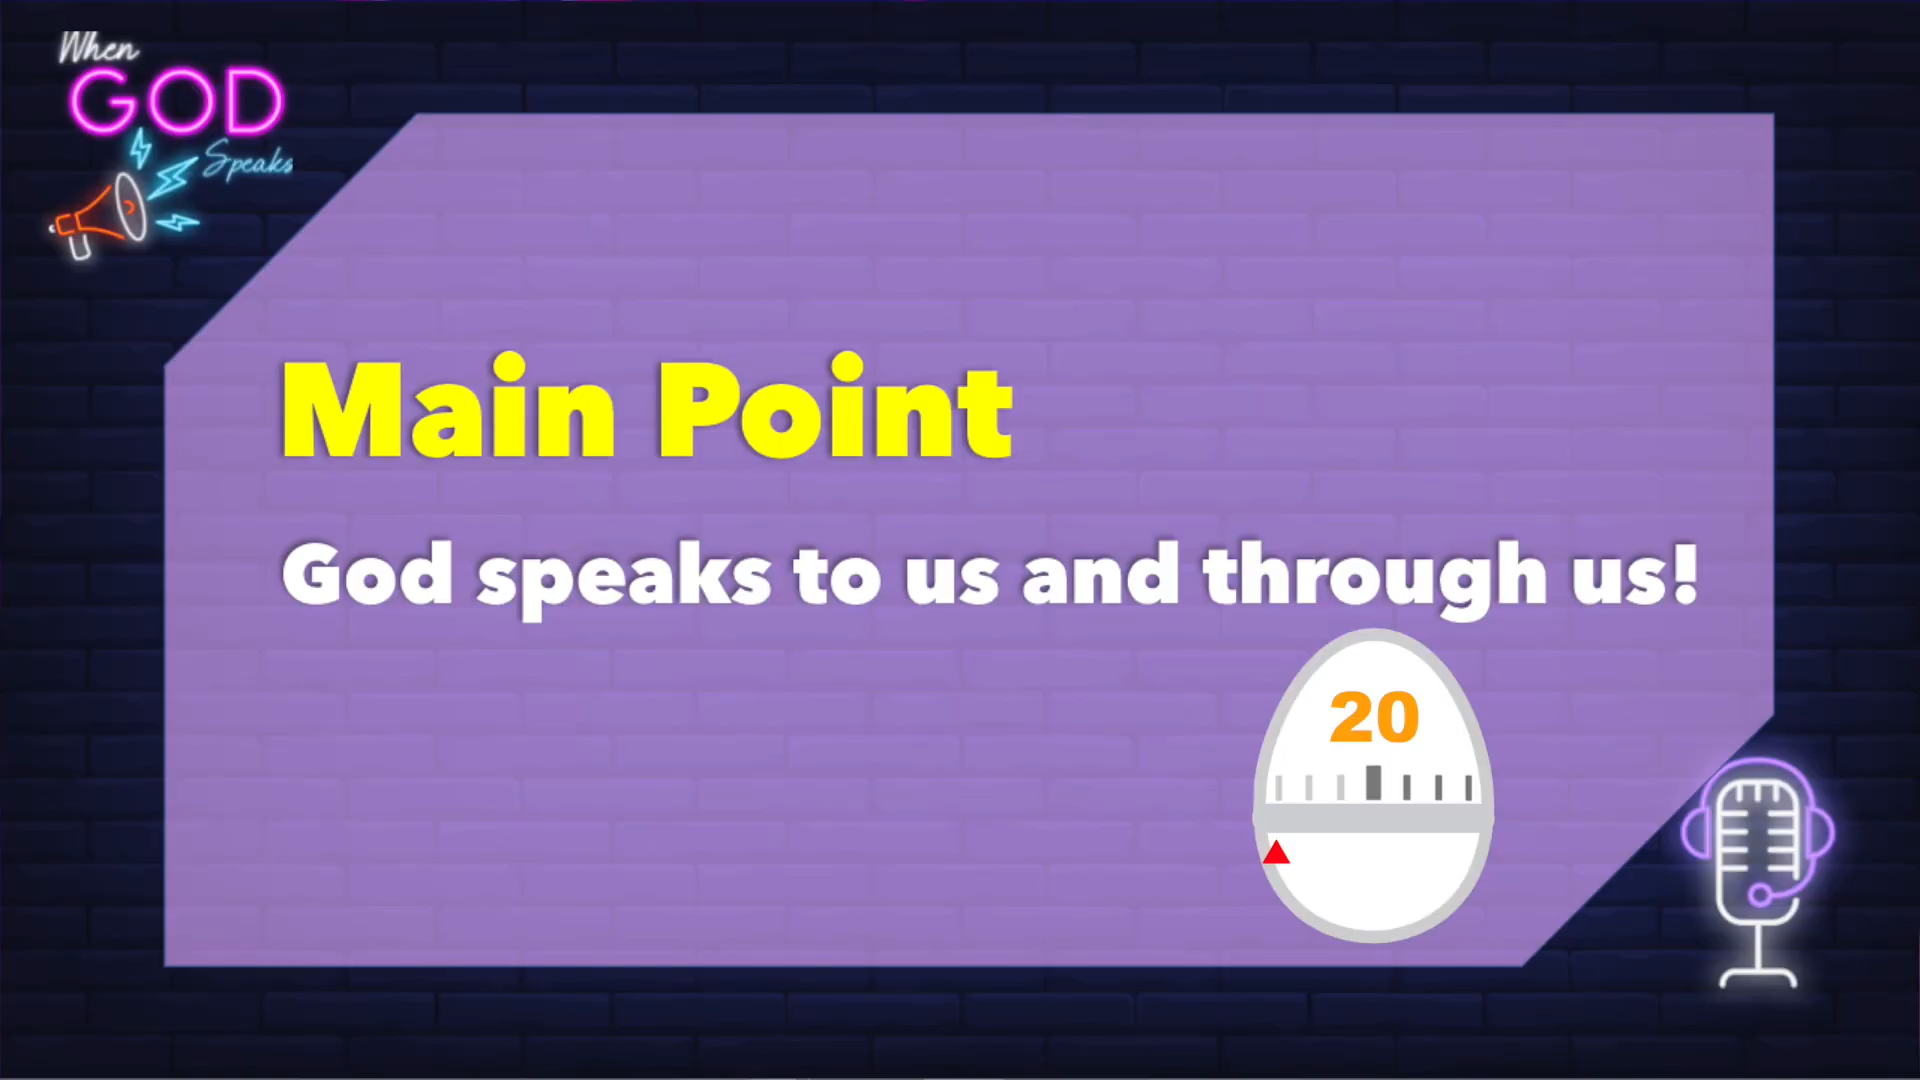 When
GOD
Speaks
Main Point
God speaks to us and through us!
20